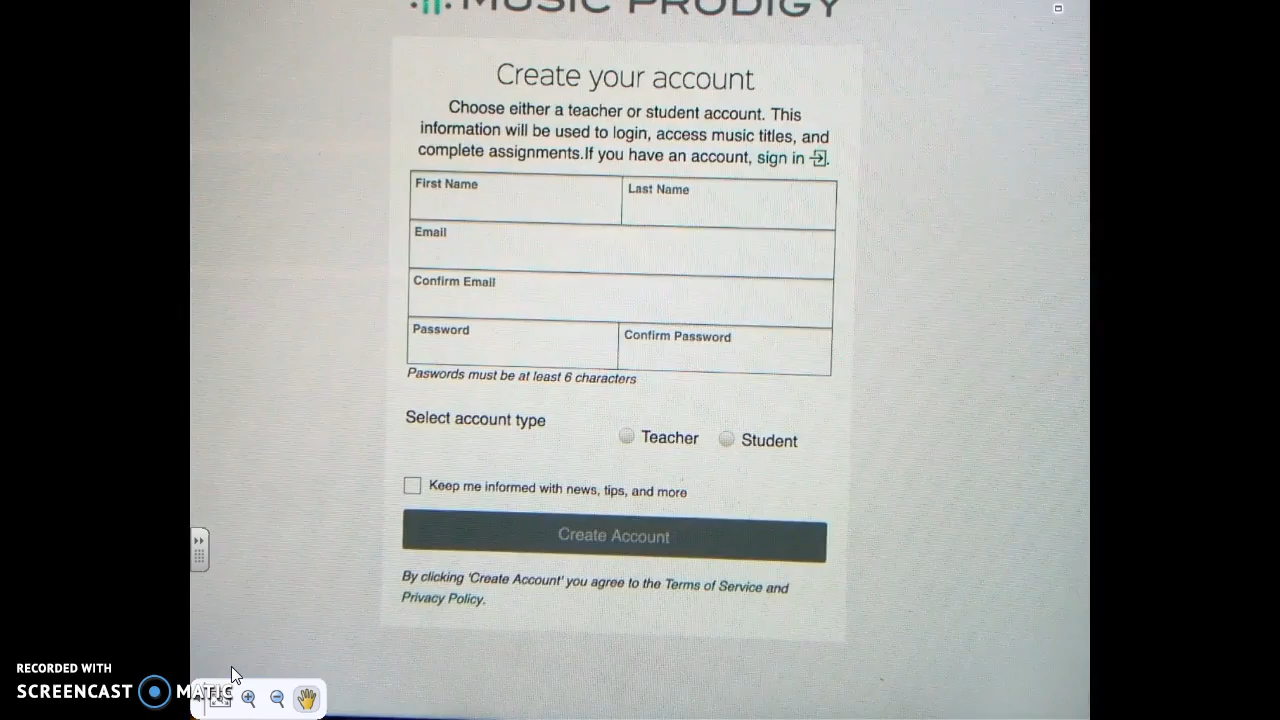 MUSIC PRODIGY
Create your account
Choose either a teacher or student account. This
information will be used to login, access music titles, and
complete assignments.If you have an account, sign in
First Name Last Name
Email
Confirm Email
Password Confirm Password
Paswords must be at least 6 characters
Select account type
Teacher Student
Keep me informed with news, tips, and more
Create Account
By clicking 'Create Account' you agree to the Terms of Service and
Privacy Policy.
RECORDED WITH
SCREENCAST MATIC